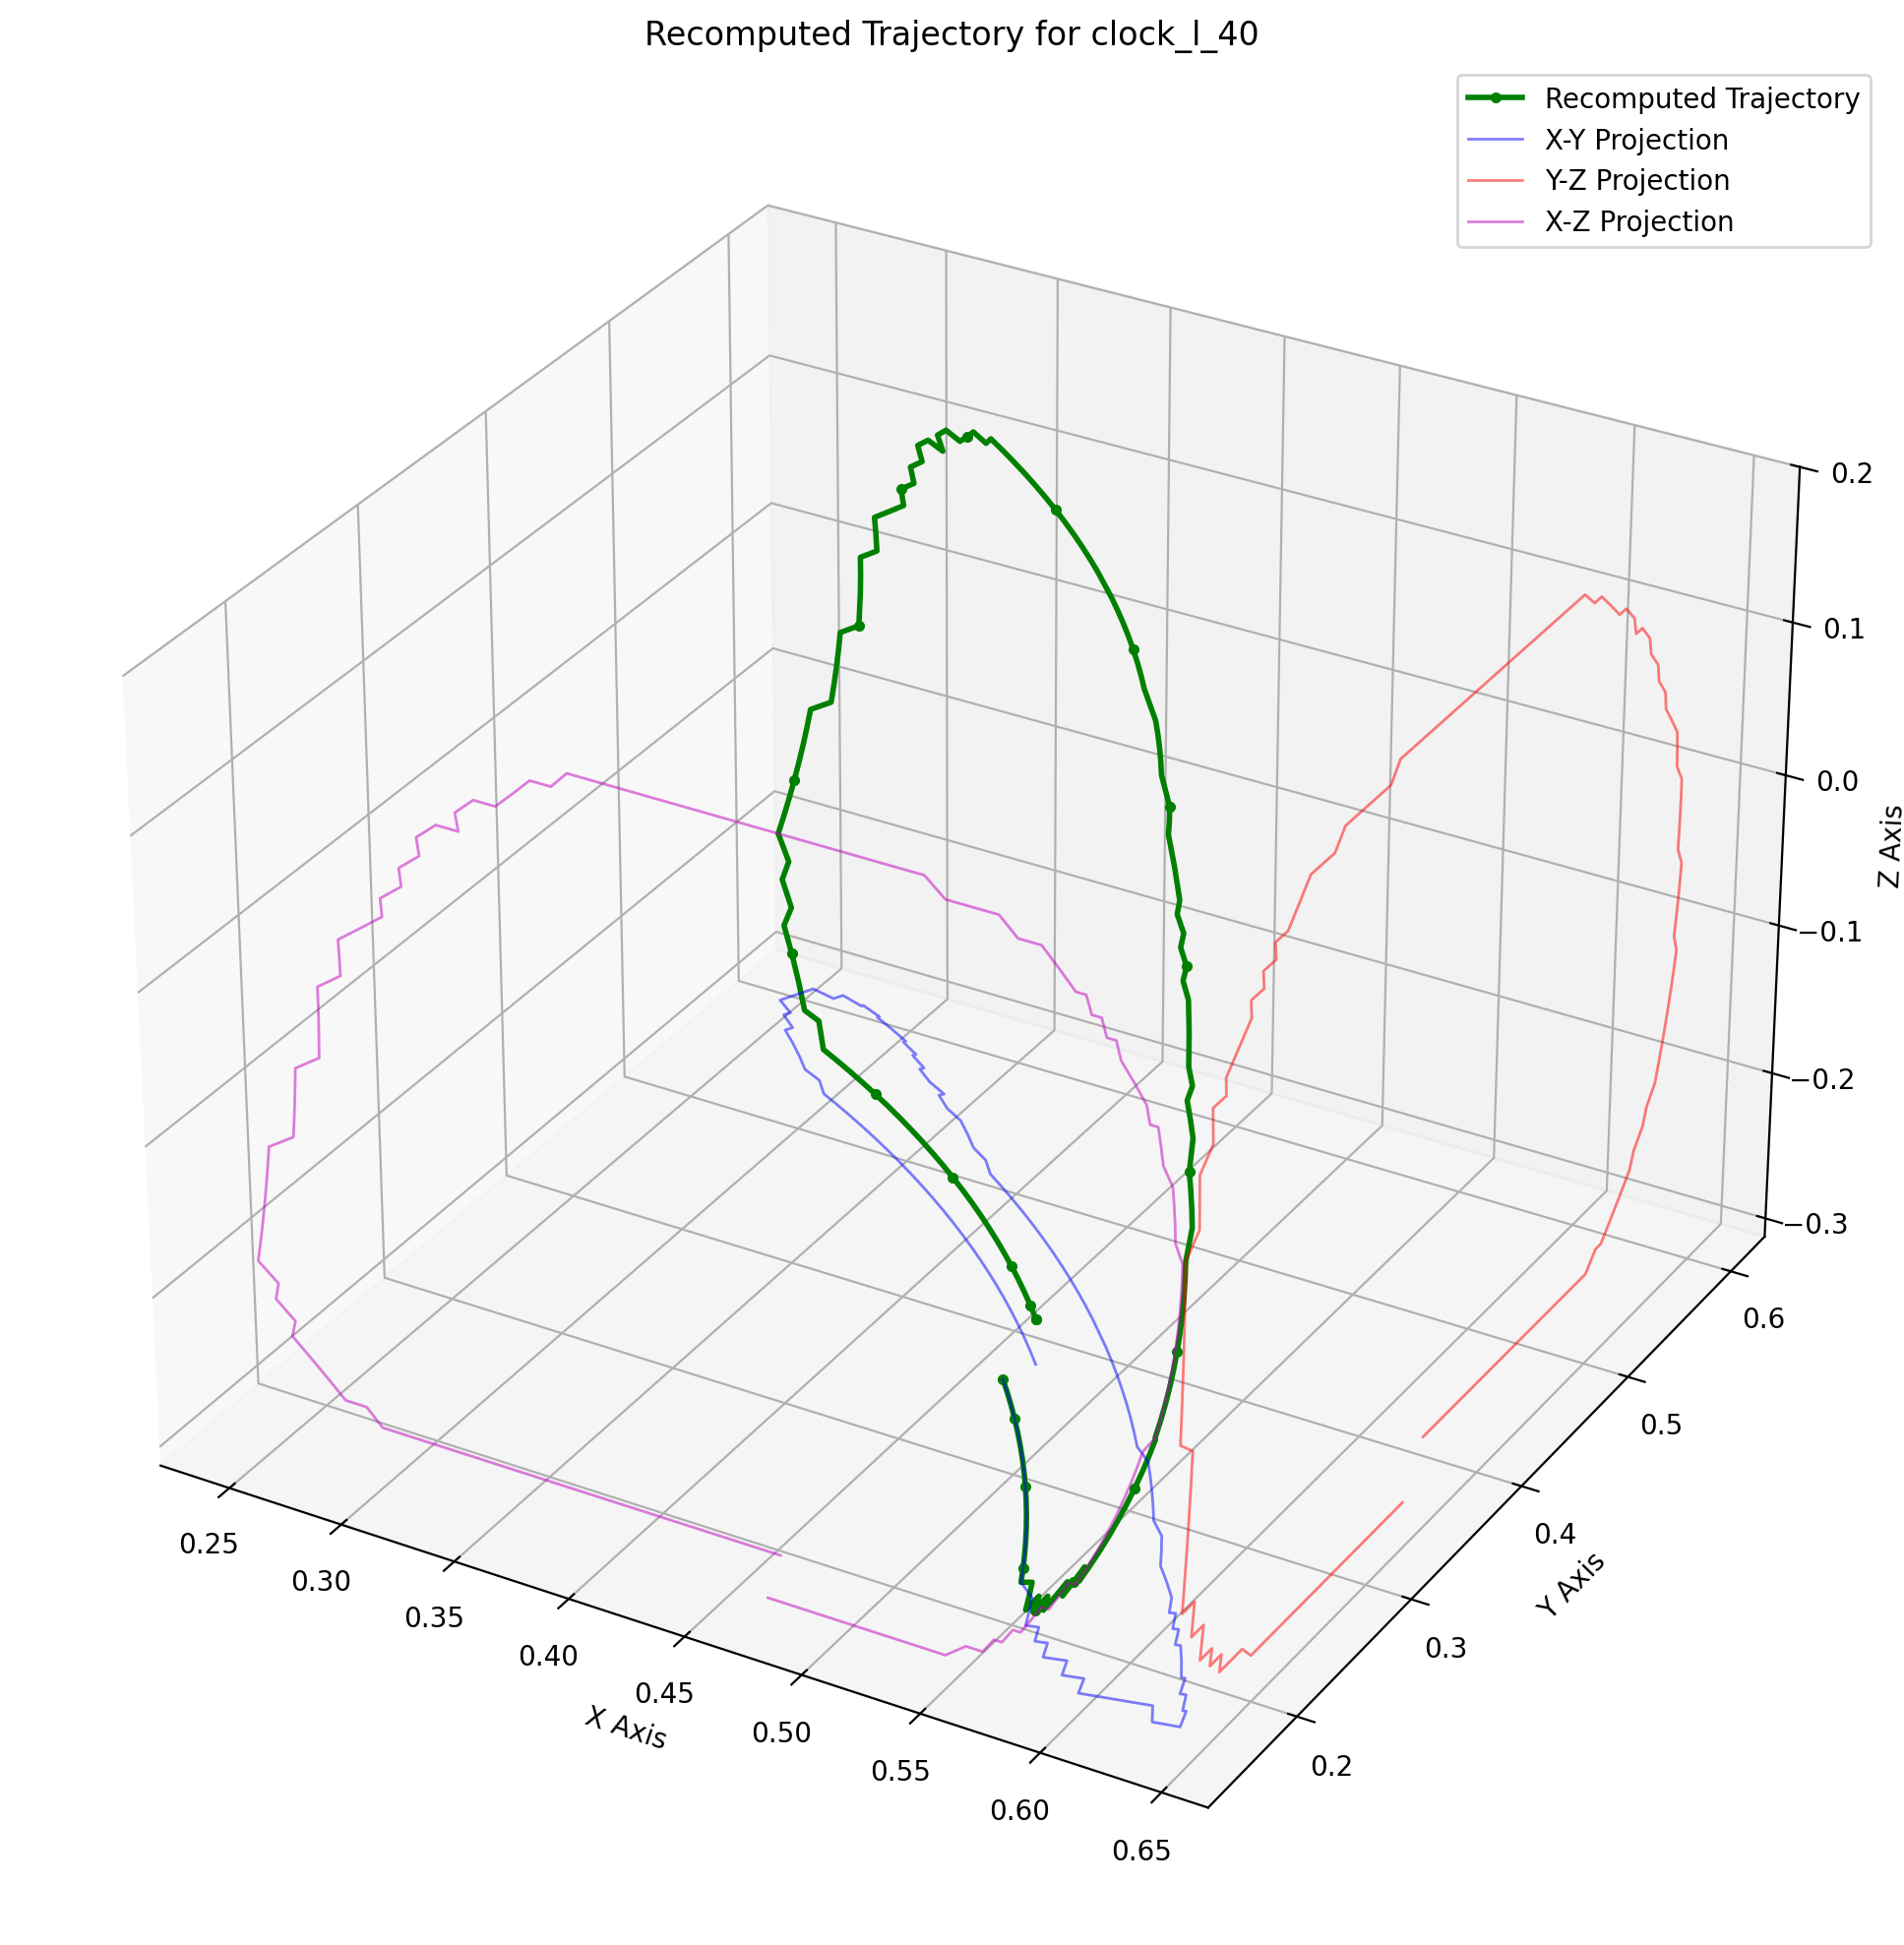 Recomputed Trajectory for clock_l_40
Recomputed Trajectory
X-Y Projection
Y-Z Projection
X-Z Projection
0.2
0.1
0.0
−0.1
−0.2
−0.3
Z Axis
0.6
0.5
0.4
0.3
0.2
Y Axis
0.25
0.30
0.35
0.40
0.45
0.50
0.55
0.60
0.65
X Axis